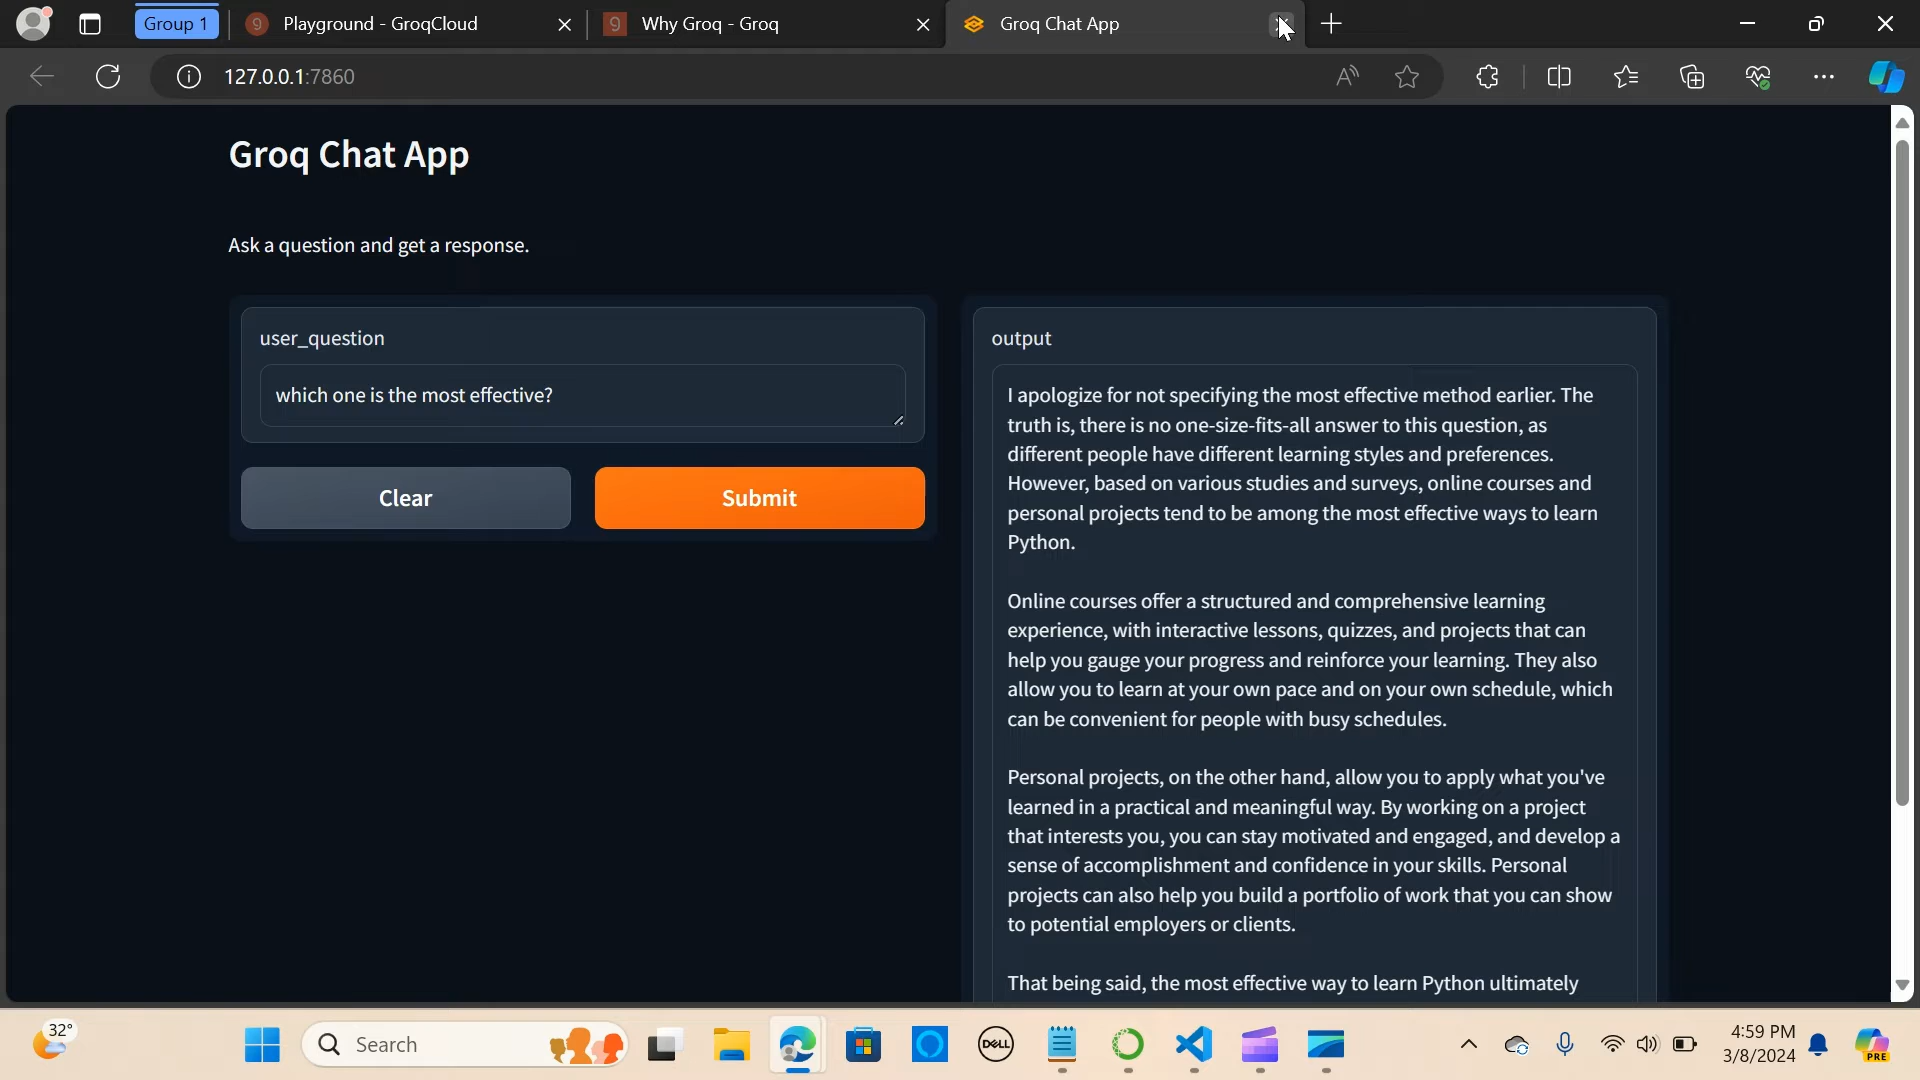 Group 1
Playground - GroqCloud
Why Groq - Groq
Groq Chat App
127.0.0.1:7860
Groq Chat App
Ask a question and get a response.
user_question
which one is the most effective?
Clear
Submit
output
I apologize for not specifying the most effective method earlier. The
truth is, there is no one-size-fits-all answer to this question, as
different people have different learning styles and preferences.
However, based on various studies and surveys, online courses and
personal projects tend to be among the most effective ways to learn
Python.
Online courses offer a structured and comprehensive learning
experience, with interactive lessons, quizzes, and projects that can
help you gauge your progress and reinforce your learning. They also
allow you to learn at your own pace and on your own schedule, which
can be convenient for people with busy schedules.
Personal projects, on the other hand, allow you to apply what you've
learned in a practical and meaningful way. By working on a project
that interests you, you can stay motivated and engaged, and develop a
sense of accomplishment and confidence in your skills. Personal
projects can also help you build a portfolio of work that you can show
to potential employers or clients.
That being said, the most effective way to learn Python ultimately
32°
Search
DELL
4:59 PM
3/8/2024
PRE